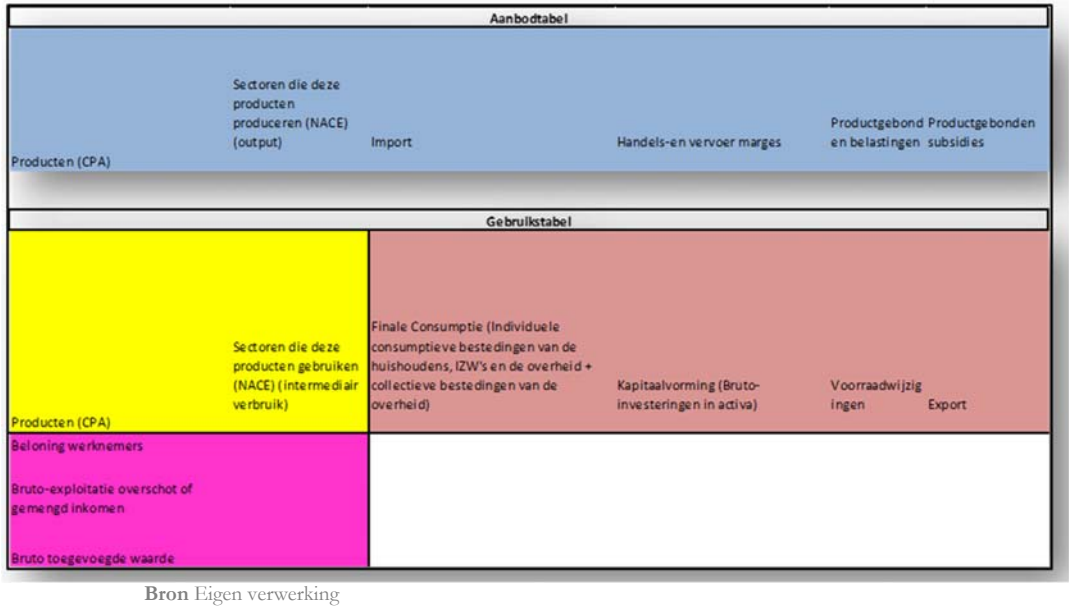 Aanbodtabel
Sectoren die deze
producten
produceren (NACE)
(output)
Import
Handels-en vervoer marges
Productgebond
en belastingen
Productgebonden
subsidies
Producten (CPA)
Gebruikstabel
Sectoren die deze
producten gebruiken
(NACE) (intermediair
verbruik)
Finale Consumptie (Individuele
consumptieve bestedingen van de
huishoudens, IZW's en de overheid +
collectieve bestedingen van de
overheid)
Kapitaalvorming (Bruto-
investeringen in activa)
Voorraadwijzig
ingen
Export
Producten (CPA)
Beloning werknemers
Bruto-exploitatie overschot of
gemengd inkomen
Bruto toegevoegde waarde
Bron Eigen verwerking